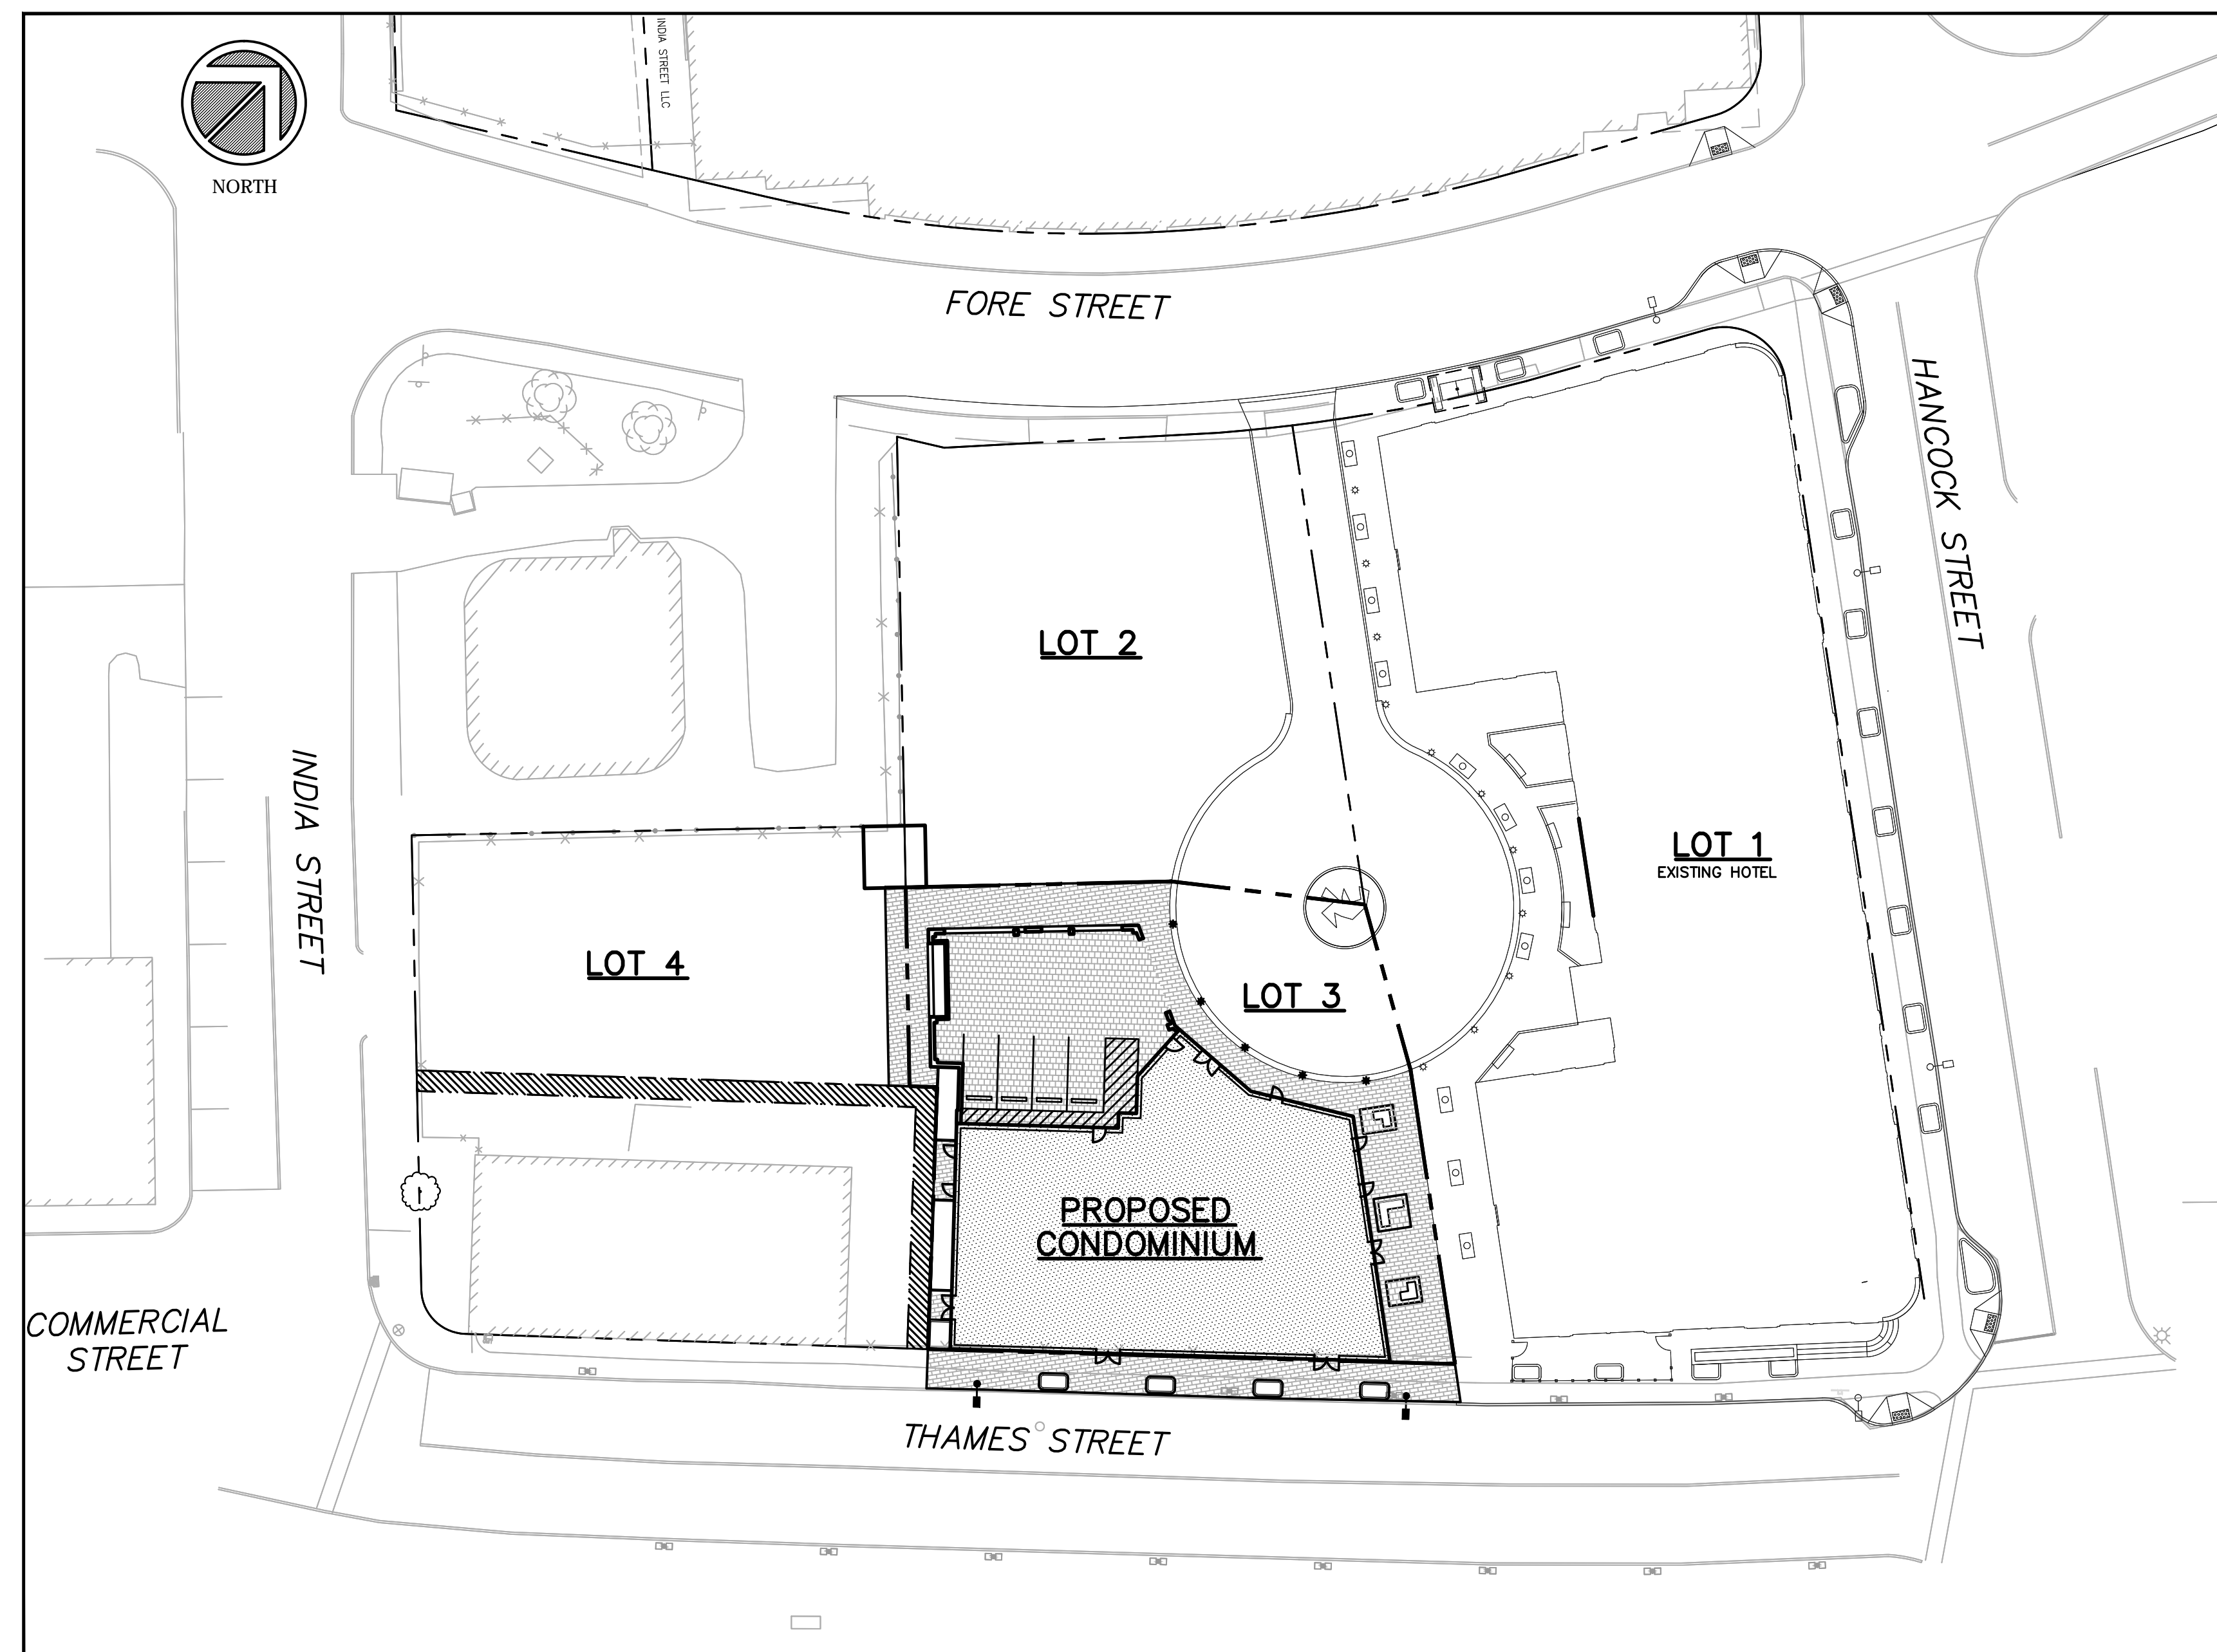 INDIA STREET LLC
NORTH
FORE STREET
HANCOCK STREET
LOT 2
INDIA STREET
LOT 1
EXISTING HOTEL
LOT 4
LOT 3
PROPOSED
CONDOMINIUM
COMMERCIAL
STREET
THAMES STREET